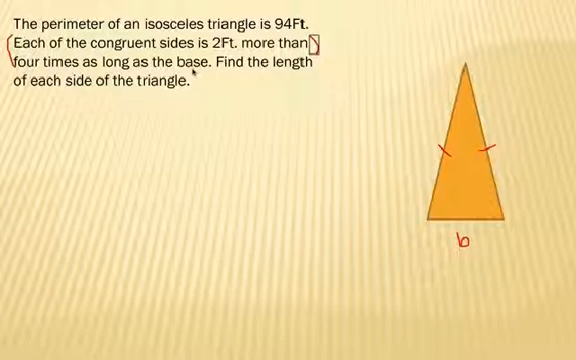 The perimeter of an isosceles triangle is 94Ft.
Each of the congruent sides is 2Ft. more than
four times as long as the base. Find the length
of each side of the triangle.
b